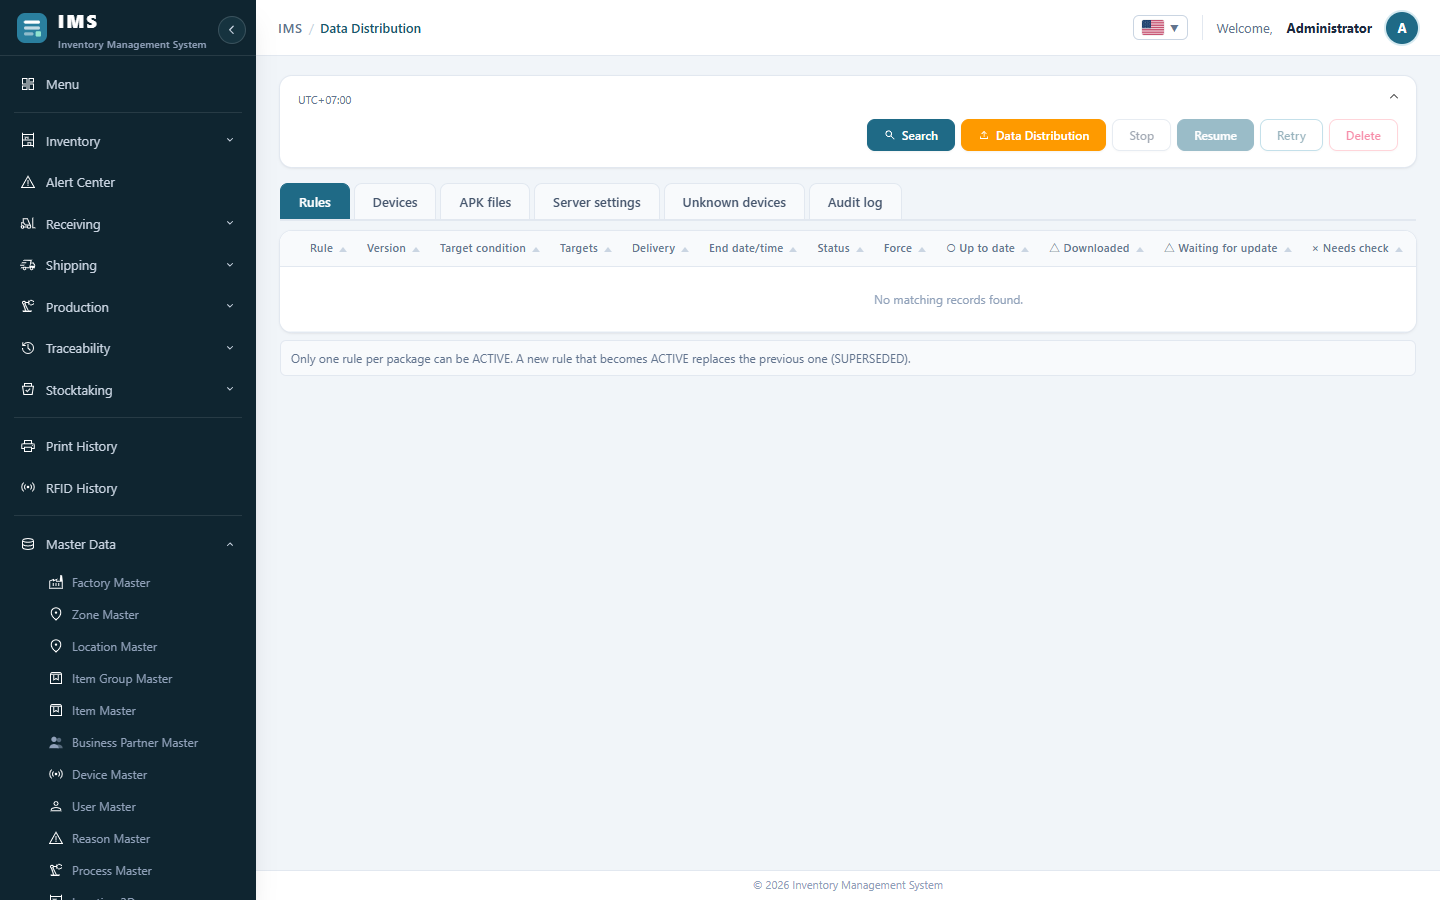 IMS
Inventory Management System
IMS / Data Distribution
Welcome, Administrator A
Menu
Inventory
Alert Center
Receiving
Shipping
Production
Traceability
Stocktaking
Print History
RFID History
Master Data
Factory Master
Zone Master
Location Master
Item Group Master
Item Master
Business Partner Master
Device Master
User Master
Reason Master
Process Master
UTC+07:00
Search Data Distribution Stop Resume Retry Delete
Rules Devices APK files Server settings Unknown devices Audit log
Rule Version Target condition Targets Delivery End date/time Status Force ○ Up to date △ Downloaded △ Waiting for update × Needs check
No matching records found.
Only one rule per package can be ACTIVE. A new rule that becomes ACTIVE replaces the previous one (SUPERSEDED).
© 2026 Inventory Management System